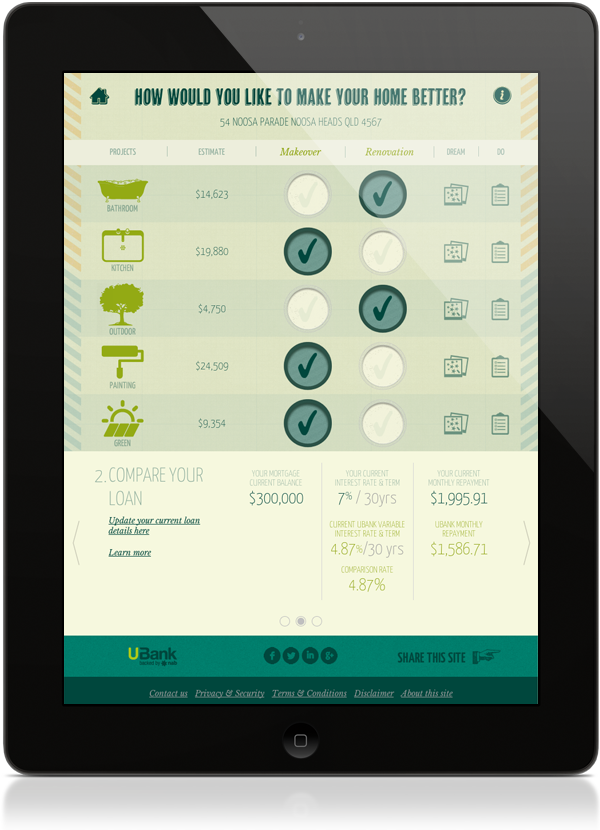 HOW WOULD YOU LIKE TO MAKE YOUR HOME BETTER?
54 NOOSA PARADE NOOSA HEADS QLD 4567
PROJECTS | ESTIMATE | Makeover | Renovation | DREAM | DO
BATHROOM $14,623
KITCHEN $19,880
OUTDOOR $4,750
PAINTING $24,509
GREEN $9,354
2. COMPARE YOUR
LOAN
Update your current loan
details here
Learn more
YOUR MORTGAGE
CURRENT BALANCE
$300,000
YOUR CURRENT
INTEREST RATE & TERM
7% / 30yrs
CURRENT UBANK VARIABLE
INTEREST RATE & TERM
4.87%/30 yrs
COMPARISON RATE
4.87%
YOUR CURRENT
MONTHLY REPAYMENT
$1,995.91
UBANK MONTHLY
REPAYMENT
$1,586.71
UBank
backed by nab
SHARE THIS SITE
Contact us Privacy & Security Terms & Conditions Disclaimer About this site